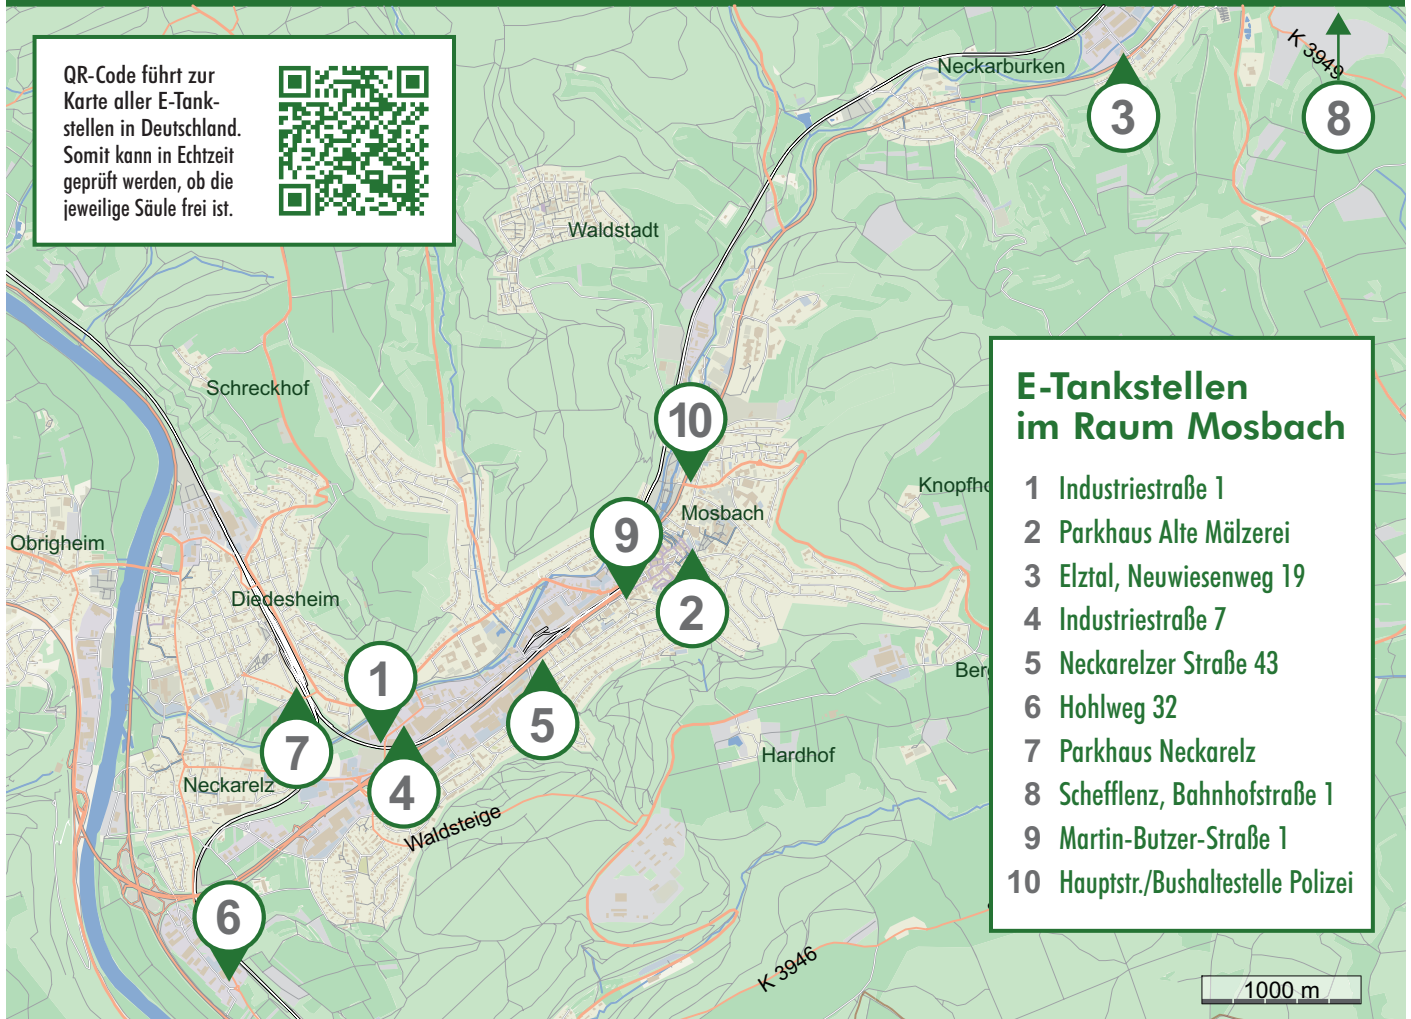 QR-Code führt zur
Karte aller E-Tank-
stellen in Deutschland.
Somit kann in Echtzeit
geprüft werden, ob die
jeweilige Säule frei ist.
Neckarburken
K 3949
3
8
Waldstadt
Schreckhof
10
Knopfho
Mosbach
9
Obrigheim
Diedesheim
2
1
Berg
5
7
Hardhof
Neckarelz
4
Waldsteige
6
K 3946
E-Tankstellen
im Raum Mosbach
1 Industriestraße 1
2 Parkhaus Alte Mälzerei
3 Elztal, Neuwiesenweg 19
4 Industriestraße 7
5 Neckarelzer Straße 43
6 Hohlweg 32
7 Parkhaus Neckarelz
8 Schefflenz, Bahnhofstraße 1
9 Martin-Butzer-Straße 1
10 Hauptstr./Bushaltestelle Polizei
1000 m